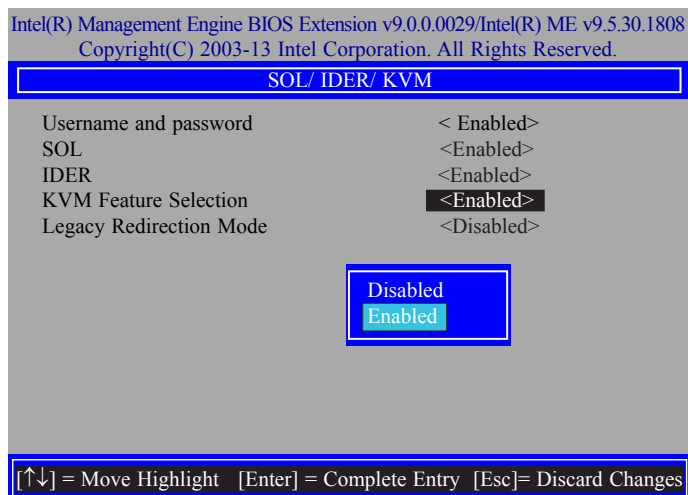 Intel(R) Management Engine BIOS Extension v9.0.0.0029/Intel(R) ME v9.5.30.1808
Copyright(C) 2003-13 Intel Corporation. All Rights Reserved.
SOL/ IDER/ KVM
Username and password < Enabled>
SOL <Enabled>
IDER <Enabled>
KVM Feature Selection <Enabled>
Legacy Redirection Mode <Disabled>
Disabled
Enabled
[↑↓] = Move Highlight [Enter] = Complete Entry [Esc]= Discard Changes